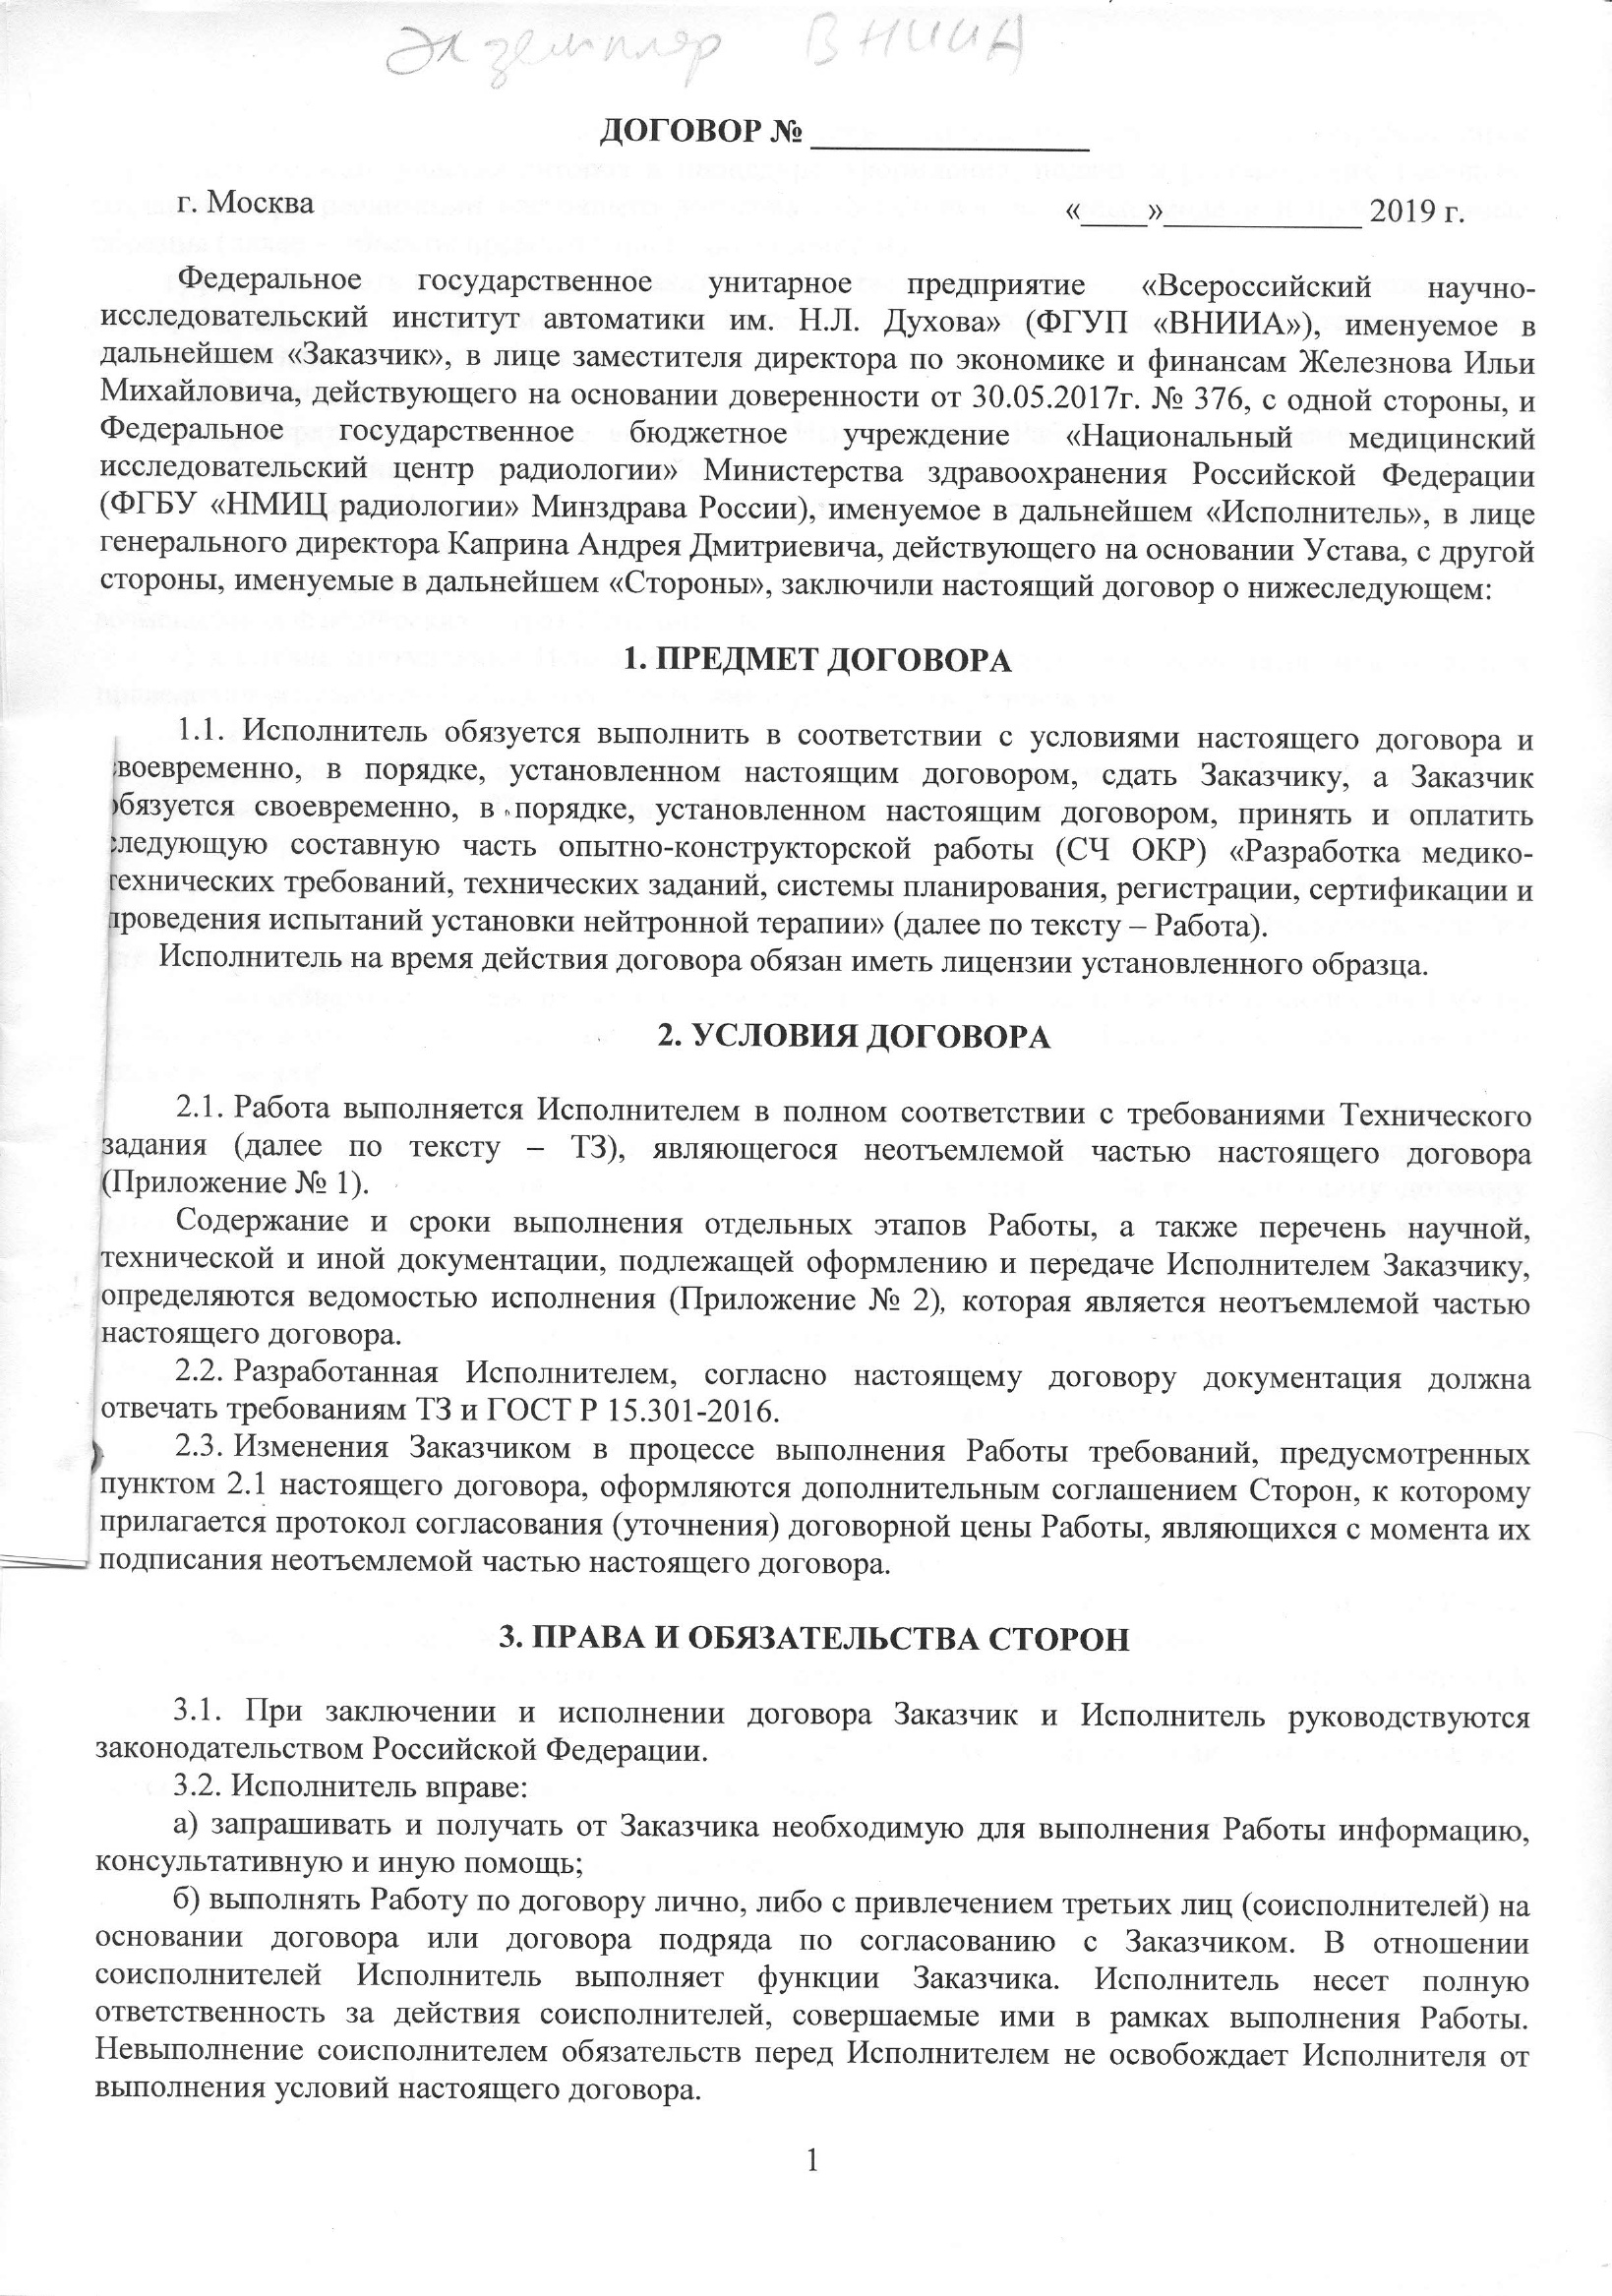 Экземпляр ВНИИА
ДОГОВОР № ________________
г. Москва
«____»____________ 2019 г.
Федеральное государственное унитарное предприятие «Всероссийский научно-
исследовательский институт автоматики им. Н.Л. Духова» (ФГУП «ВНИИА»), именуемое в
дальнейшем «Заказчик», в лице заместителя директора по экономике и финансам Железнова Ильи
Михайловича, действующего на основании доверенности от 30.05.2017г. № 376, с одной стороны, и
Федеральное государственное бюджетное учреждение «Национальный медицинский
исследовательский центр радиологии» Министерства здравоохранения Российской Федерации
(ФГБУ «НМИЦ радиологии» Минздрава России), именуемое в дальнейшем «Исполнитель», в лице
генерального директора Каприна Андрея Дмитриевича, действующего на основании Устава, с другой
стороны, именуемые в дальнейшем «Стороны», заключили настоящий договор о нижеследующем:
1. ПРЕДМЕТ ДОГОВОРА
1.1. Исполнитель обязуется выполнить в соответствии с условиями настоящего договора и
своевременно, в порядке, установленном настоящим договором, сдать Заказчику, а Заказчик
обязуется своевременно, в порядке, установленном настоящим договором, принять и оплатить
следующую составную часть опытно-конструкторской работы (СЧ ОКР) «Разработка медико-
технических требований, технических заданий, системы планирования, регистрации, сертификации и
проведения испытаний установки нейтронной терапии» (далее по тексту – Работа).
Исполнитель на время действия договора обязан иметь лицензии установленного образца.
2. УСЛОВИЯ ДОГОВОРА
2.1. Работа выполняется Исполнителем в полном соответствии с требованиями Технического
задания (далее по тексту – ТЗ), являющегося неотъемлемой частью настоящего договора
(Приложение № 1).
Содержание и сроки выполнения отдельных этапов Работы, а также перечень научной,
технической и иной документации, подлежащей оформлению и передаче Исполнителем Заказчику,
определяются ведомостью исполнения (Приложение № 2), которая является неотъемлемой частью
настоящего договора.
2.2. Разработанная Исполнителем, согласно настоящему договору документация должна
отвечать требованиям ТЗ и ГОСТ Р 15.301-2016.
2.3. Изменения Заказчиком в процессе выполнения Работы требований, предусмотренных
пунктом 2.1 настоящего договора, оформляются дополнительным соглашением Сторон, к которому
прилагается протокол согласования (уточнения) договорной цены Работы, являющихся с момента их
подписания неотъемлемой частью настоящего договора.
3. ПРАВА И ОБЯЗАТЕЛЬСТВА СТОРОН
3.1. При заключении и исполнении договора Заказчик и Исполнитель руководствуются
законодательством Российской Федерации.
3.2. Исполнитель вправе:
а) запрашивать и получать от Заказчика необходимую для выполнения Работы информацию,
консультативную и иную помощь;
б) выполнять Работу по договору лично, либо с привлечением третьих лиц (соисполнителей) на
основании договора или договора подряда по согласованию с Заказчиком. В отношении
соисполнителей Исполнитель выполняет функции Заказчика. Исполнитель несет полную
ответственность за действия соисполнителей, совершаемые ими в рамках выполнения Работы.
Невыполнение соисполнителем обязательств перед Исполнителем не освобождает Исполнителя от
выполнения условий настоящего договора.
1